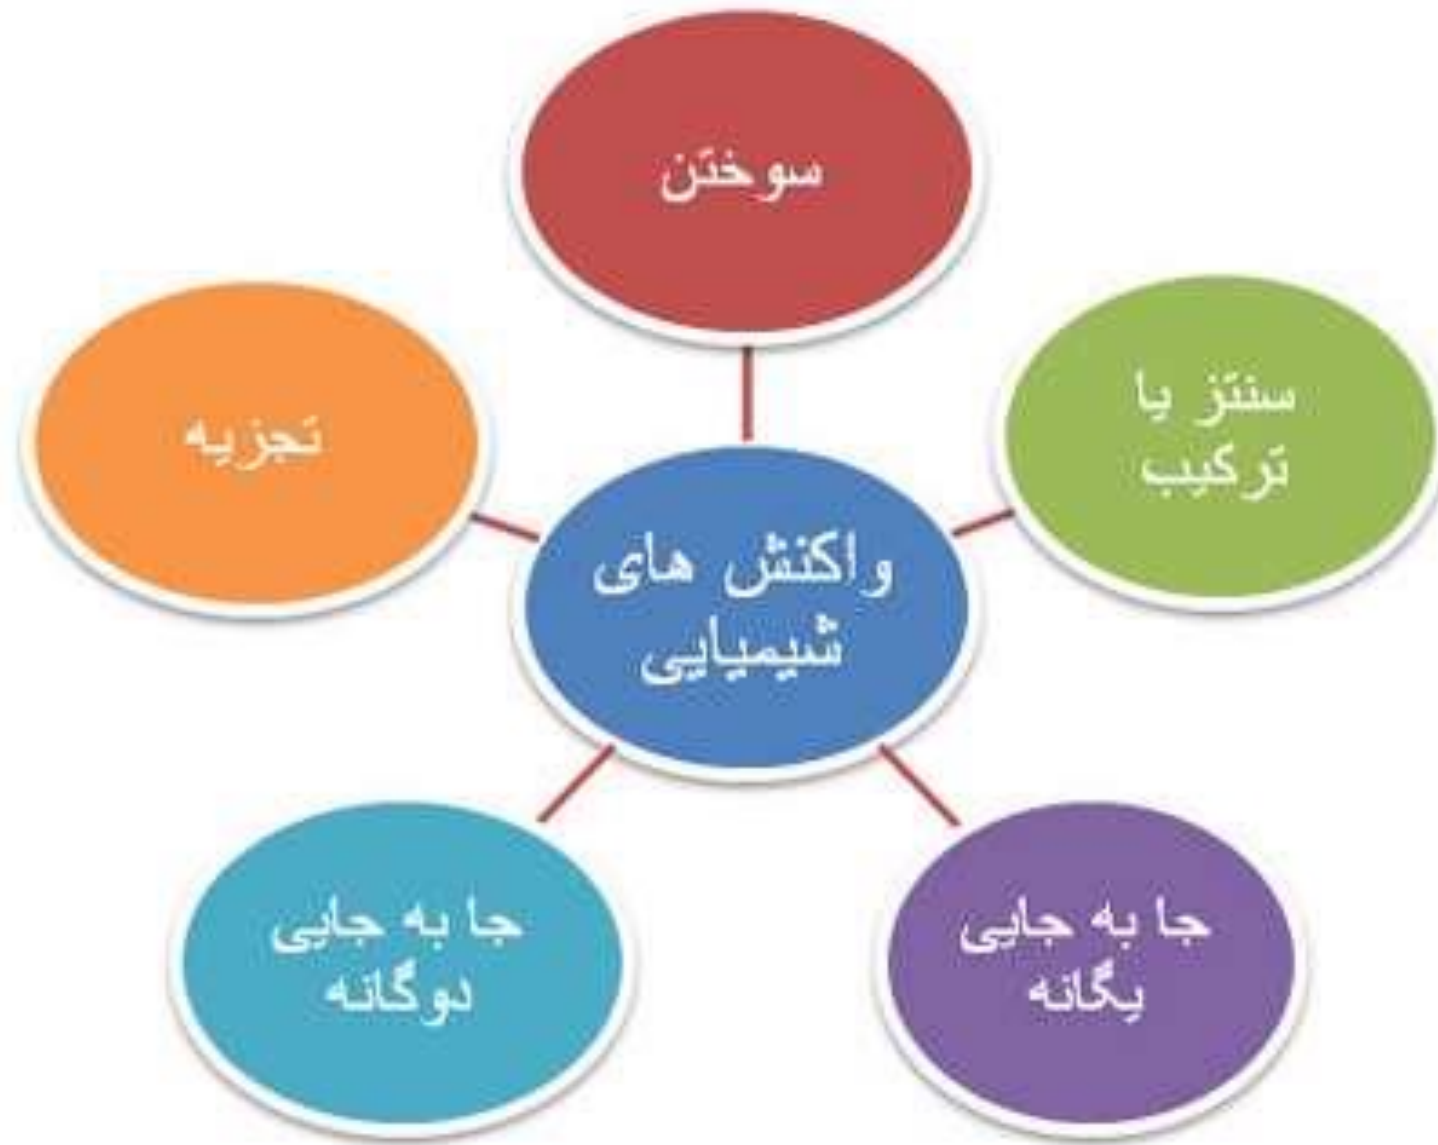 سوختن
سنتز یا
ترکیب
تجزیه
واکنش های
شیمیایی
جا به جایی
یگانه
جا به جایی
دوگانه